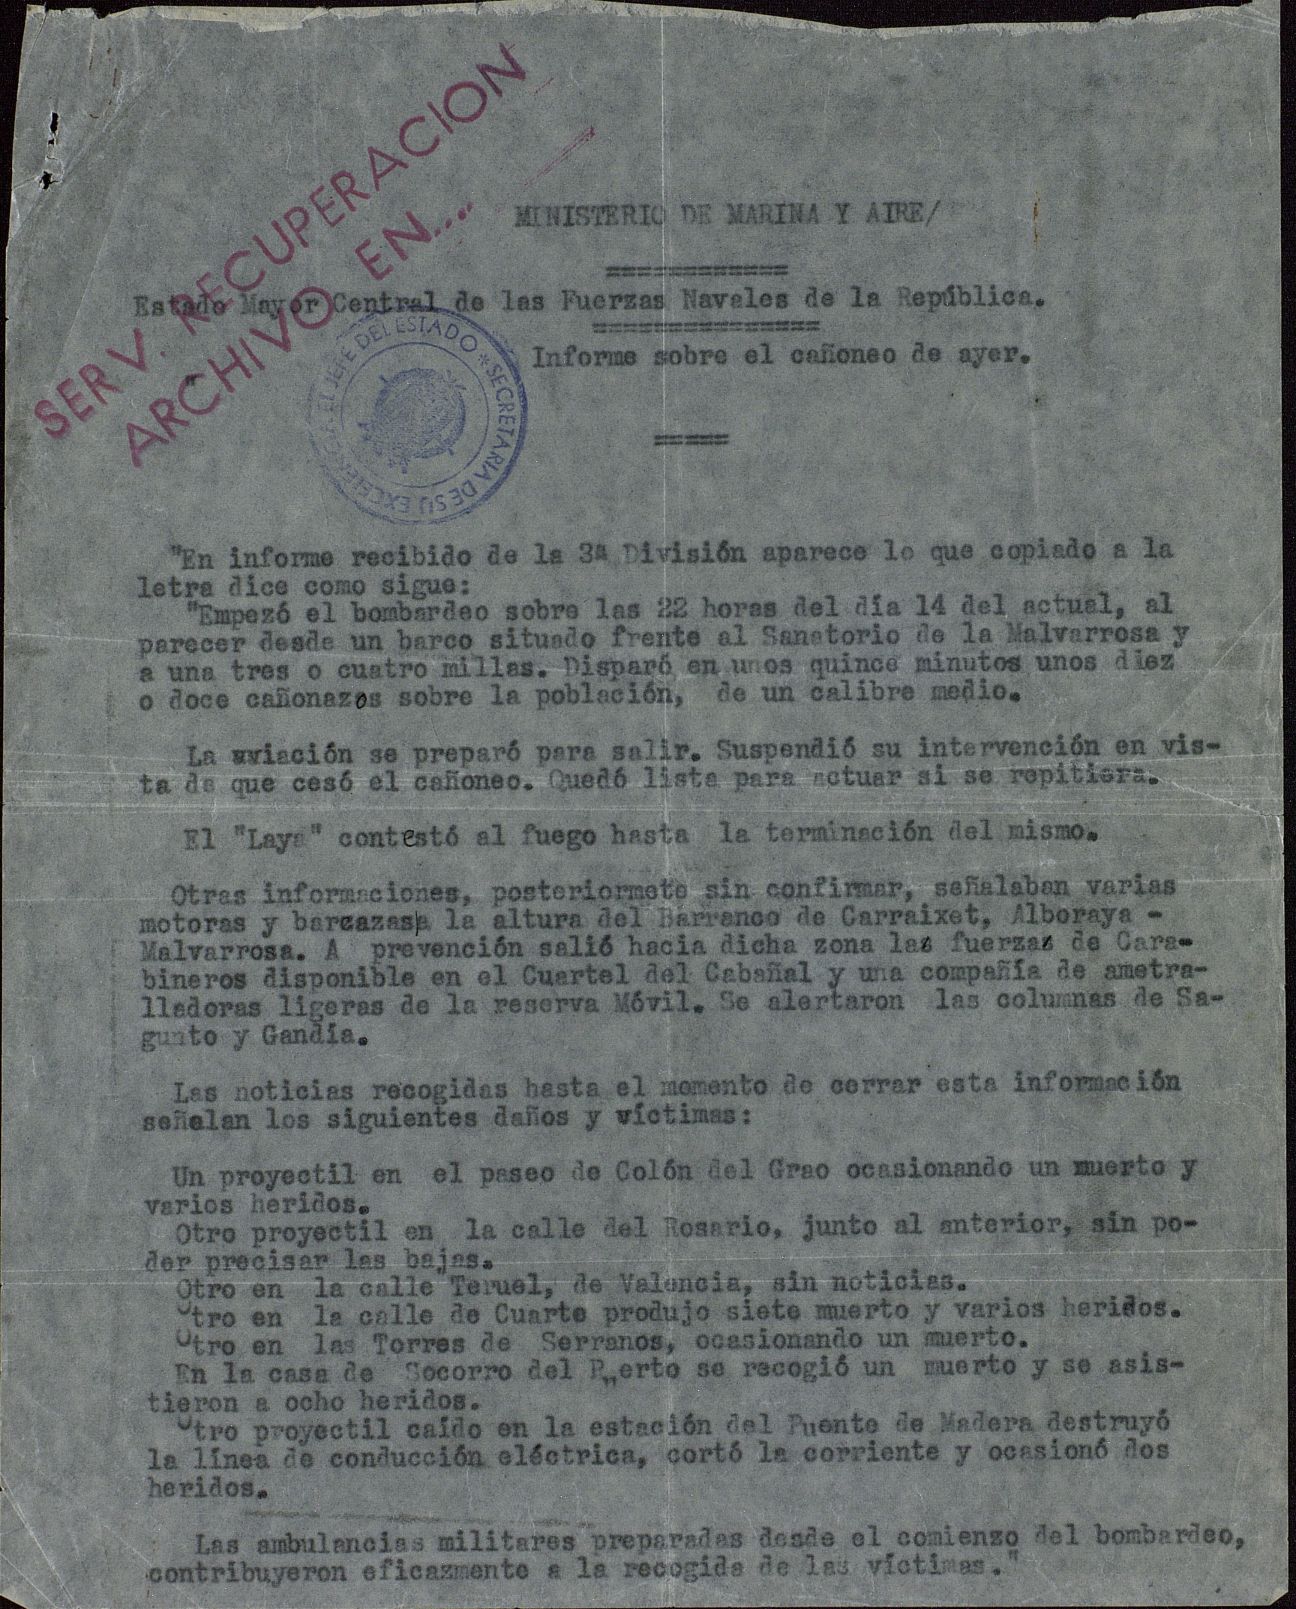 SERV. RECUPERACION
ARCHIVO EN....
MINISTERIO DE MARINA Y AIRE/
Estado Mayor Central de las Fuerzas Navales de la República.
Informe sobre el cañoneo de ayer.
"
* SECRETARIA DE SU EXCELENCIA EL JEFE DEL ESTADO
"En informe recibido de la 3ª División aparece lo que copiado a la
letra dice como sigue:
"Empezó el bombardeo sobre las 22 horas del día 14 del actual, al
parecer desde un barco situado frente al Sanatorio de la Malvarrosa y
a una tres o cuatro millas. Disparó en unos quince minutos unos diez
o doce cañonazos sobre la población, de un calibre medio.
La aviación se preparó para salir. Suspendió su intervención en vis-
ta de que cesó el cañoneo. Quedó lista para actuar si se repitiera.
El "Laya" contestó al fuego hasta la terminación del mismo.
Otras informaciones, posteriormete sin confirmar, señalaban varias
motoras y barcazas a la altura del Barranco de Carraixet, Alboraya -
Malvarrosa. A prevención salió hacia dicha zona las fuerzas de Cara-
bineros disponible en el Cuartel del Cabañal y una compañía de ametra-
lladoras ligeras de la reserva Móvil. Se alertaron las columnas de Sa-
gunto y Gandía.
Las noticias recogidas hasta el momento de cerrar esta información
señalan los siguientes daños y víctimas:
Un proyectil en el paseo de Colón del Grao ocasionando un muerto y
varios heridos.
Otro proyectil en la calle del Rosario, junto al anterior, sin po-
der precisar las bajas.
Otro en la calle Teruel, de Valencia, sin noticias.
Otro en la calle de Cuarte produjo siete muerto y varios heridos.
Otro en las Torres de Serranos, ocasionando un muerto.
En la casa de Socorro del Puerto se recogió un muerto y se asis-
tieron a ocho heridos.
Otro proyectil caído en la estación del Puente de Madera destruyó
la línea de conducción eléctrica, cortó la corriente y ocasionó dos
heridos.
Las ambulancias militares preparadas desde el comienzo del bombardeo,
contribuyeron eficazmente a la recogida de las víctimas."